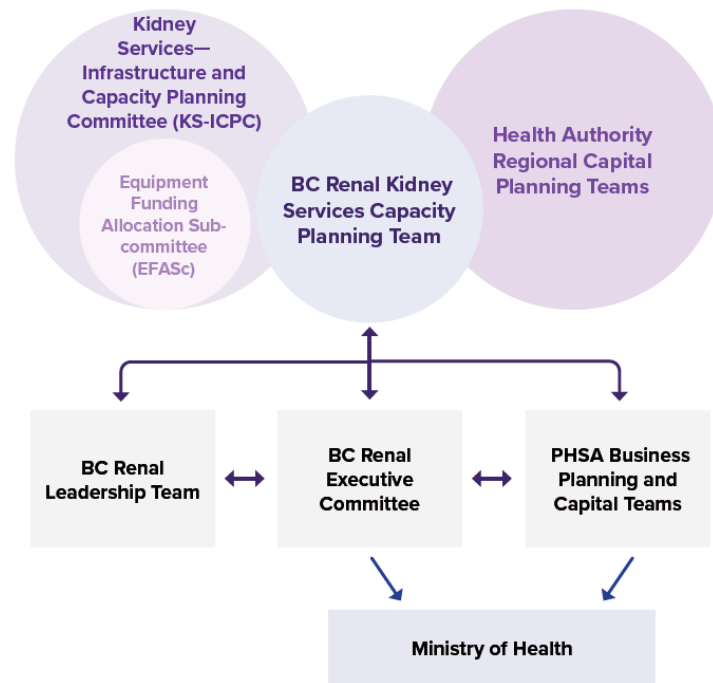 Kidney
Services—
Infrastructure and
Capacity Planning
Committee (KS-ICPC)
Equipment
Funding
Allocation Sub-
committee
(EFASc)
BC Renal Kidney
Services Capacity
Planning Team
Health Authority
Regional Capital
Planning Teams
BC Renal
Leadership Team
BC Renal
Executive
Committee
PHSA Business
Planning and
Capital Teams
Ministry of Health